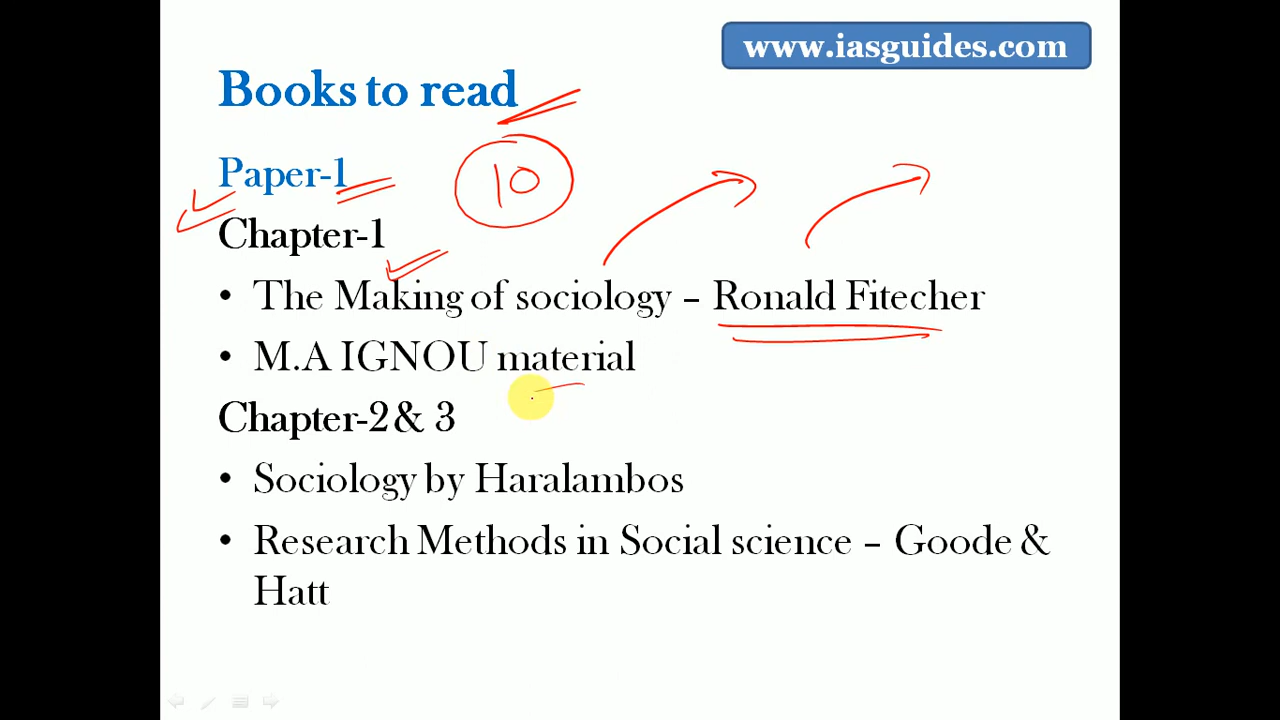 www.iasguides.com
Books to read
Paper-1
10
Chapter-1
• The Making of sociology – Ronald Fitecher
• M.A IGNOU material
Chapter-2 & 3
• Sociology by Haralambos
• Research Methods in Social science – Goode &
Hatt